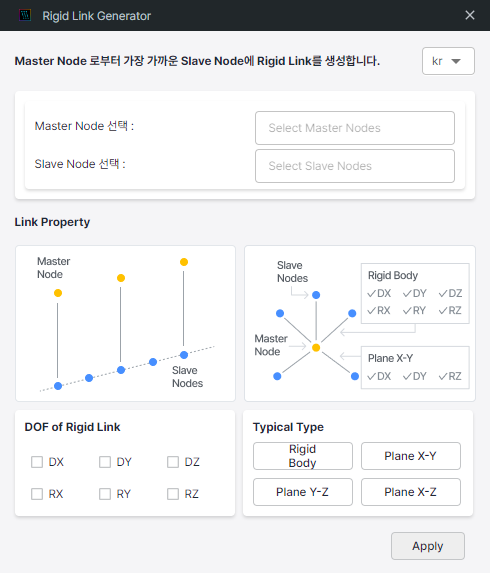 Rigid Link Generator
Master Node 로부터 가장 가까운 Slave Node에 Rigid Link를 생성합니다.
kr
Master Node 선택 :
Select Master Nodes
Slave Node 선택 :
Select Slave Nodes
Link Property
Master
Node
Slave
Nodes
Slave
Nodes
Master
Node
Rigid Body
DX DY DZ
RX RY RZ
Plane X-Y
DX DY RZ
DOF of Rigid Link
DX DY DZ
RX RY RZ
Typical Type
Rigid
Body
Plane X-Y
Plane Y-Z
Plane X-Z
Apply